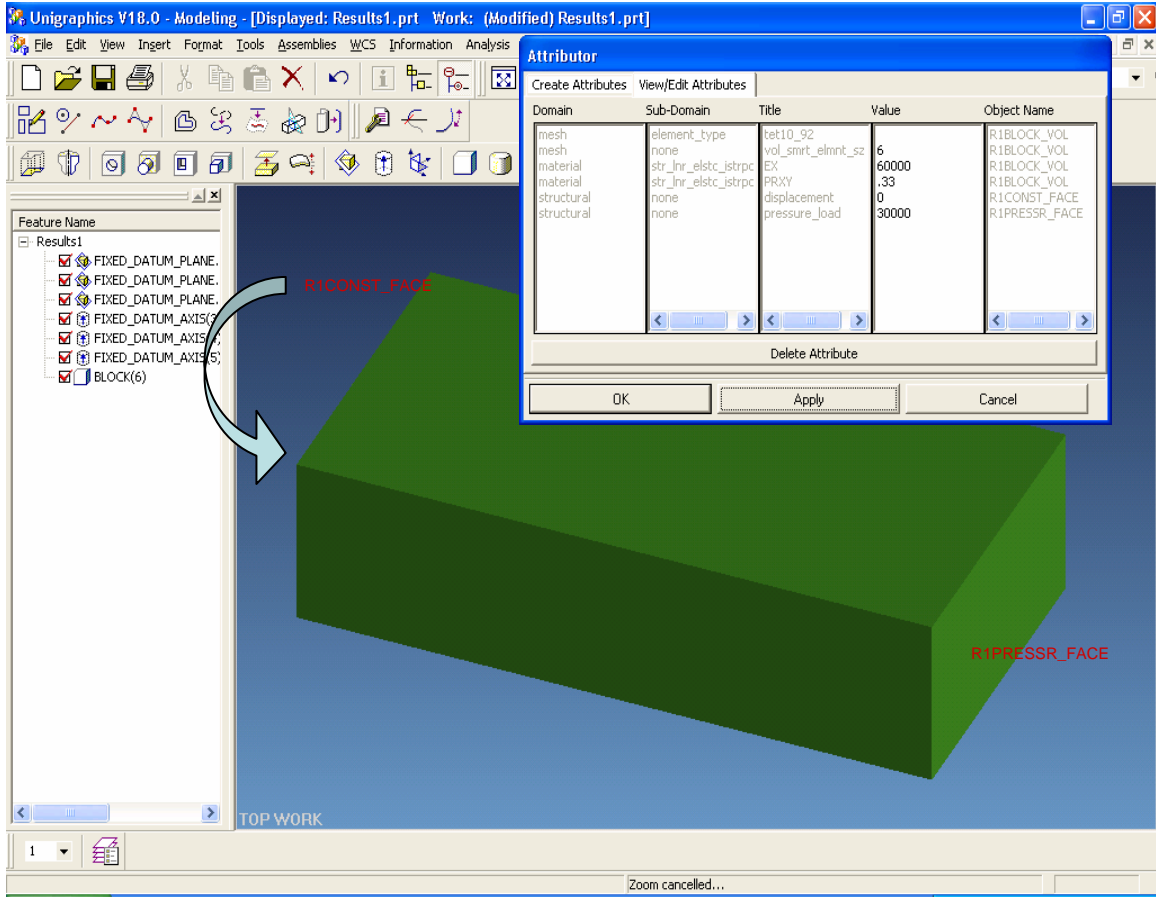 Unigraphics V18.0 - Modeling - [Displayed: Results1.prt Work: (Modified) Results1.prt]
File Edit View Insert Format Tools Assemblies WCS Information Analysis
Attributor
Create Attributes View/Edit Attributes
Domain Sub-Domain Title Value Object Name
mesh element_type tet10_92 R1BLOCK_VOL
mesh none vol_smrt_elmnt_sz 6 R1BLOCK_VOL
material str_lnr_elstc_istrpc EX 60000 R1BLOCK_VOL
material str_lnr_elstc_istrpc PRXY .33 R1BLOCK_VOL
structural none displacement 0 R1CONST_FACE
structural none pressure_load 30000 R1PRESSR_FACE
Delete Attribute
OK Apply Cancel
Feature Name
Results1
FIXED_DATUM_PLANE.
FIXED_DATUM_PLANE.
FIXED_DATUM_PLANE.
FIXED_DATUM_AXIS(3
FIXED_DATUM_AXIS(4)
FIXED_DATUM_AXIS(5)
BLOCK(6)
R1CONST_FACE
R1PRESSR_FACE
TOP WORK
1
Zoom cancelled...